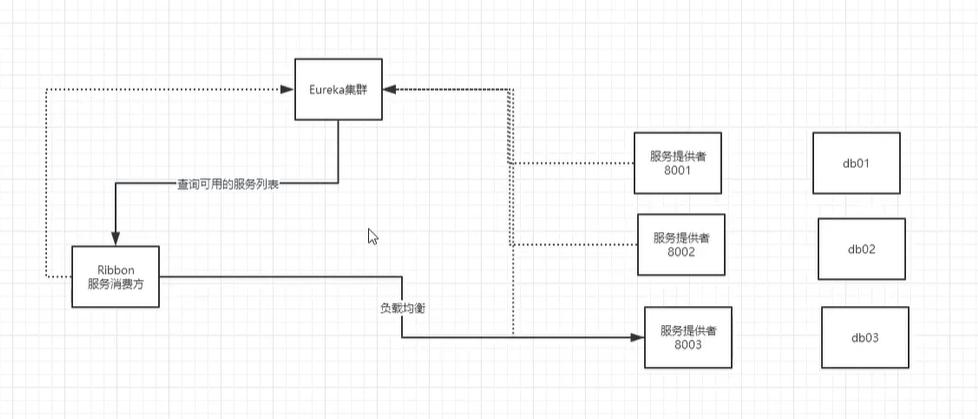 Eureka集群
查询可用的服务列表
Ribbon
服务消费方
负载均衡
服务提供者
8001
db01
服务提供者
8002
db02
服务提供者
8003
db03